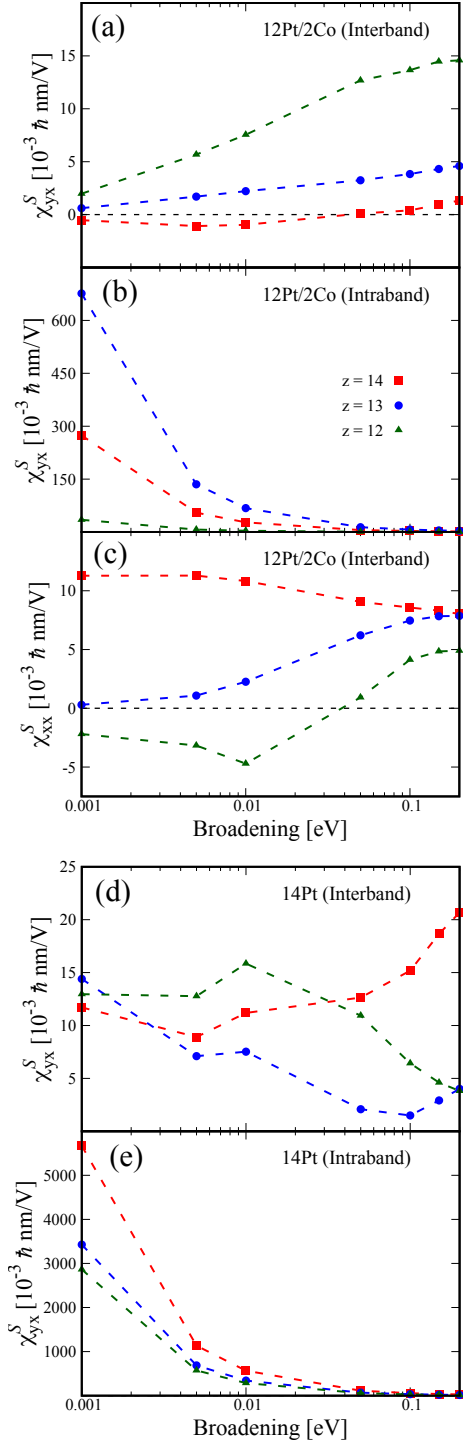 (a) 12Pt/2Co (Interband)
χ^S_yx [10^-3 ℏ nm/V]
15
10
5
0
(b) 12Pt/2Co (Intraband)
χ^S_yx [10^-3 ℏ nm/V]
600
450
300
150
z = 14
z = 13
z = 12
(c) 12Pt/2Co (Interband)
χ^S_xx [10^-3 ℏ nm/V]
10
5
0
-5
0.001 0.01 0.1
Broadening [eV]
(d) 14Pt (Interband)
χ^S_yx [10^-3 ℏ nm/V]
25
20
15
10
5
(e) 14Pt (Intraband)
χ^S_yx [10^-3 ℏ nm/V]
5000
4000
3000
2000
1000
0.001 0.01 0.1
Broadening [eV]